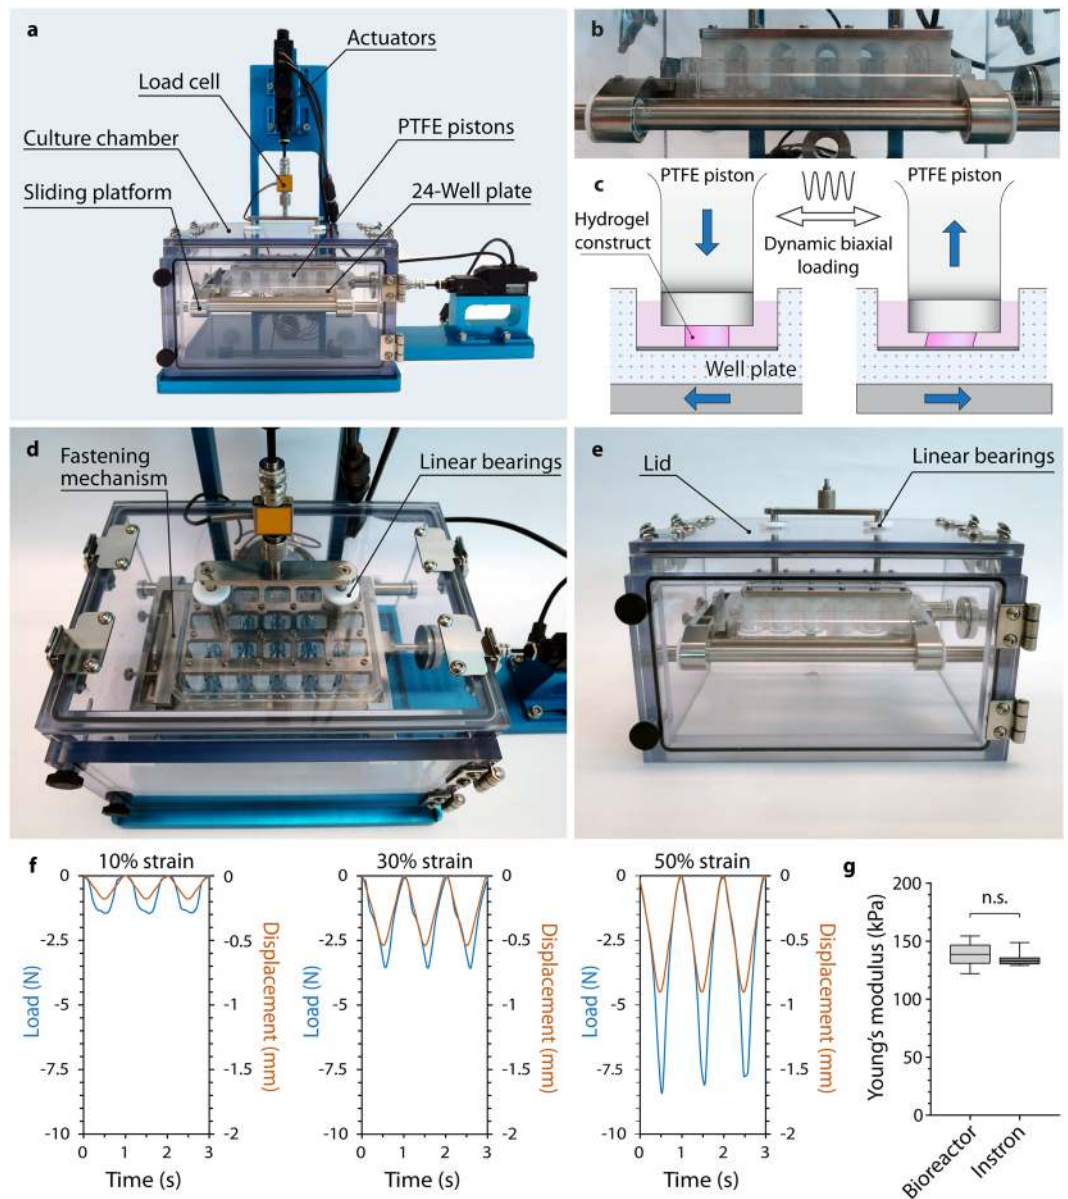 a
Actuators
Load cell
Culture chamber
PTFE pistons
Sliding platform
24-Well plate
b
c
PTFE piston
PTFE piston
Hydrogel
construct
Dynamic biaxial
loading
Well plate
d
Fastening
mechanism
Linear bearings
e
Lid
Linear bearings
f
10% strain
30% strain
50% strain
0
-2.5
-5
-7.5
-10
Load (N)
0
-0.5
-1
-1.5
-2
Displacement (mm)
0 1 2 3
Time (s)
0
-2.5
-5
-7.5
-10
Load (N)
0
-0.5
-1
-1.5
-2
Displacement (mm)
0 1 2 3
Time (s)
0
-2.5
-5
-7.5
-10
Load (N)
0
-0.5
-1
-1.5
-2
Displacement (mm)
0 1 2 3
Time (s)
g
200
150
100
50
0
Young's modulus (kPa)
n.s.
Bioreactor
Instron